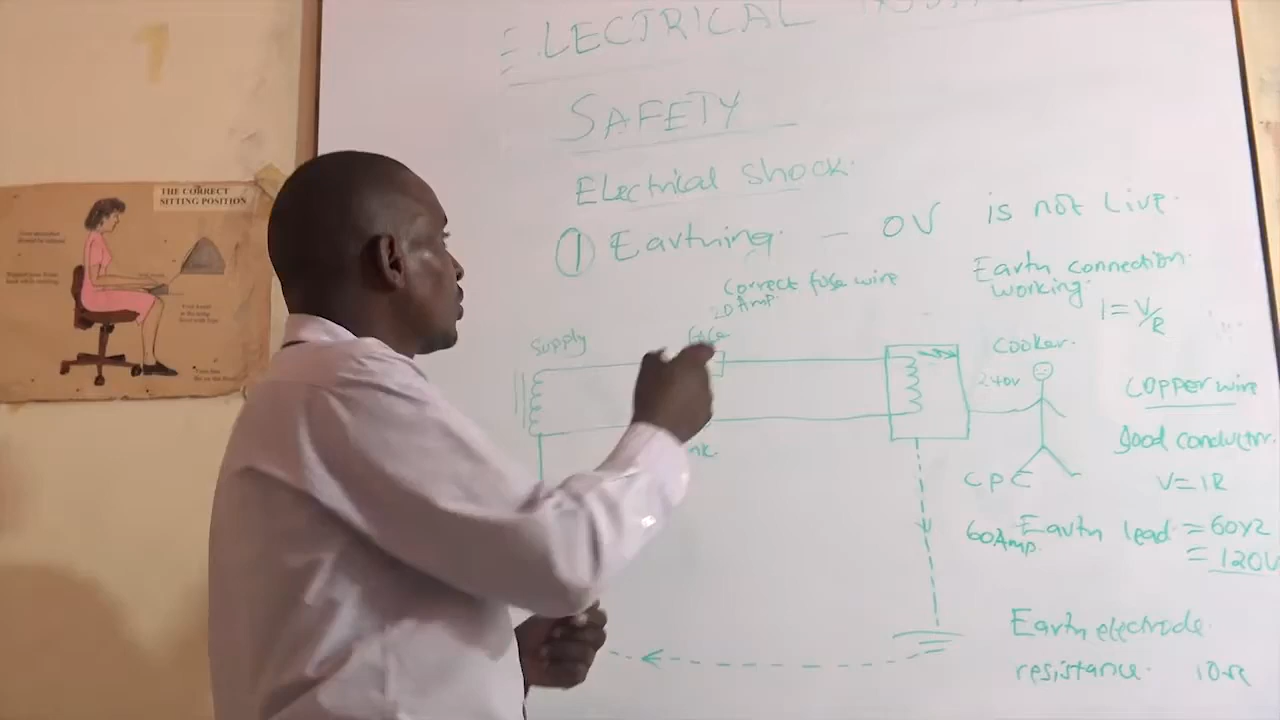 ELECTRICAL
SAFETY
Electrical shock.
① Earthing. — 0V is not Live.
Correct fuse wire
20 Amp.
Earth connection
working.
I = V/R
Supply
Cooker.
240V
copper wire
good conductor.
V = IR
CPC
60 Amp. Earth lead = 60x2
= 120V
Earth electrode
resistance. 10Ω
THE CORRECT
SITTING POSITION